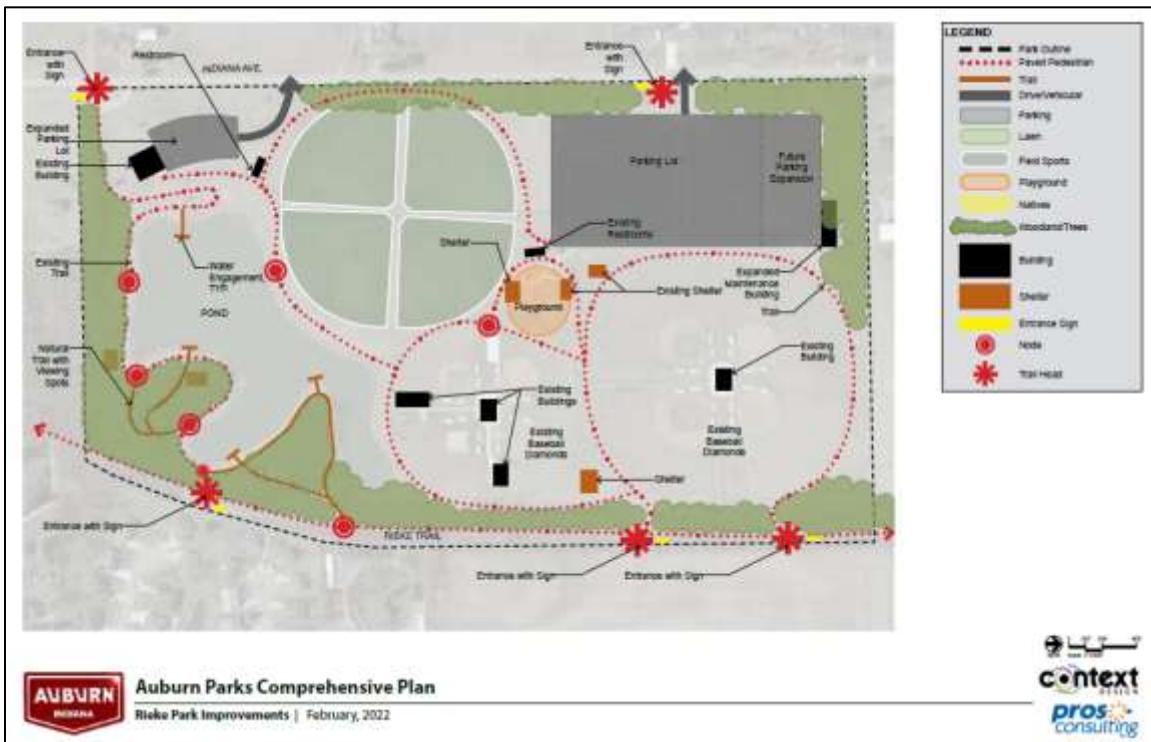 Entrance
with
Sign
Restroom
INDIANA AVE.
Entrance
with
Sign
Expanded
Parking
Lot
Existing
Building
Parking Lot
Future
Parking
Expansion
Existing
Restrooms
Shelter
Existing
Trail
Water
Engagement,
TYP.
Playground
Existing Shelter
Expanded
Maintenance
Building
Trail
POND
Natural
Trail with
Viewing
Spots
Existing
Buildings
Existing
Building
Existing
Baseball
Diamonds
Existing
Baseball
Diamonds
Shelter
Entrance with Sign
RIEKE TRAIL
Entrance with Sign
Entrance with Sign
LEGEND
Park Outline
Paved Pedestrian
Trail
Drive/Vehicular
Parking
Lawn
Field Sports
Playground
Natives
Woodland/Trees
Building
Shelter
Entrance Sign
Node
Trail Head
AUBURN
INDIANA
Auburn Parks Comprehensive Plan
Rieke Park Improvements | February, 2022
context
DESIGN
pros
consulting